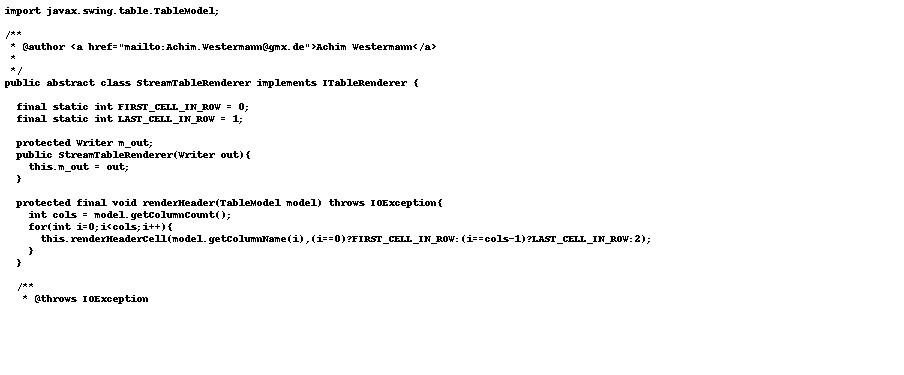 import javax.swing.table.TableModel;

/**
 * @author <a href="mailto:Achim.Westermann@gmx.de">Achim Westermann</a>
 *
 */
public abstract class StreamTableRenderer implements ITableRenderer {

  final static int FIRST_CELL_IN_ROW = 0;
  final static int LAST_CELL_IN_ROW = 1;

  protected Writer m_out;
  public StreamTableRenderer(Writer out){
    this.m_out = out;
  }

  protected final void renderHeader(TableModel model) throws IOException{
    int cols = model.getColumnCount();
    for(int i=0;i<cols;i++){
      this.renderHeaderCell(model.getColumnName(i),(i==0)?FIRST_CELL_IN_ROW:(i==cols-1)?LAST_CELL_IN_ROW:2);
    }
  }

  /**
   * @throws IOException